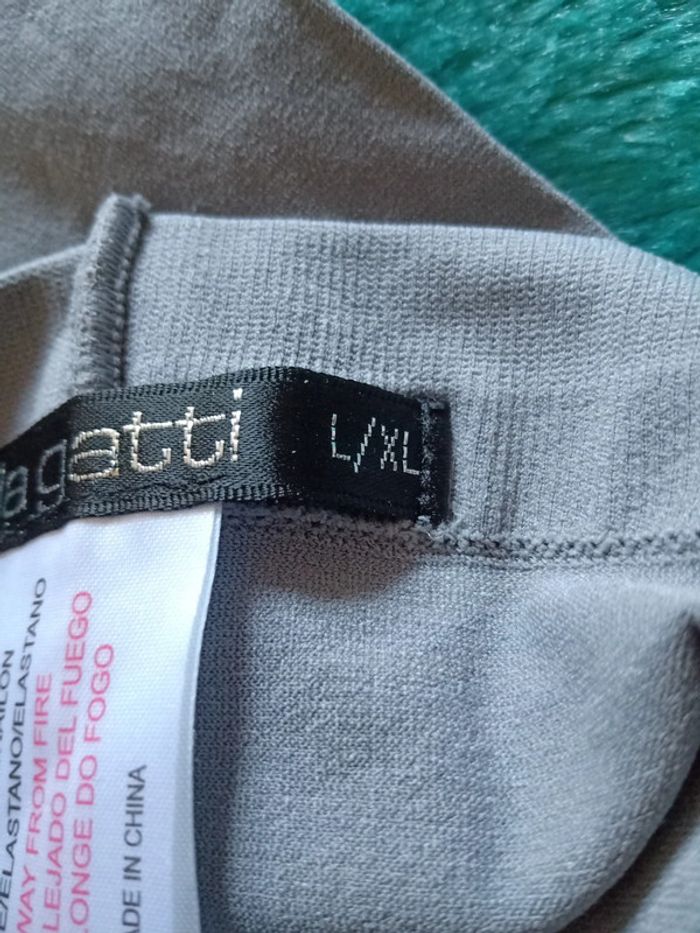 agatti L/XL
AILON
E/ELASTANO/ELASTANO
WAY FROM FIRE
LEJADO DEL FUEGO
LONGE DO FOGO
ADE IN CHINA